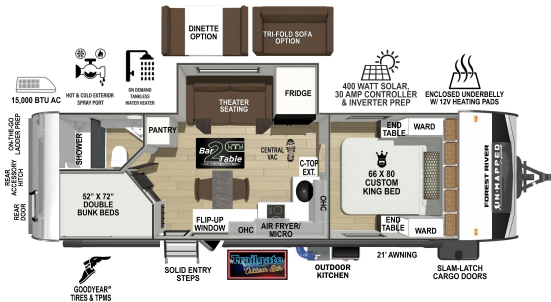 DINETTE
OPTION
TRI-FOLD SOFA
OPTION
15,000 BTU AC
HOT & COLD EXTERIOR
SPRAY PORT
ON DEMAND
TANKLESS
WATER HEATER
THEATER
SEATING
FRIDGE
400 WATT SOLAR,
30 AMP CONTROLLER
& INVERTER PREP
ENCLOSED UNDERBELLY
W/ 12V HEATING PADS
ON-THE-GO
LADDER PREP
REAR
ACCESSORY
HITCH
REAR
DOOR
SHOWER
PANTRY
Bar
2
Table
CENTRAL
VAC
C-TOP
EXT.
END
TABLE
WARD
66 X 80
CUSTOM
KING BED
52" X 72"
DOUBLE
BUNK BEDS
FLIP-UP
WINDOW
OHC
AIR FRYER/
MICRO
OHC
END
TABLE
WARD
FOREST RIVER
UN-MAPPED
SOLID ENTRY
STEPS
Trailgate
Outdoor Bar
OUTDOOR
KITCHEN
21' AWNING
SLAM-LATCH
CARGO DOORS
GOODYEAR®
TIRES & TPMS